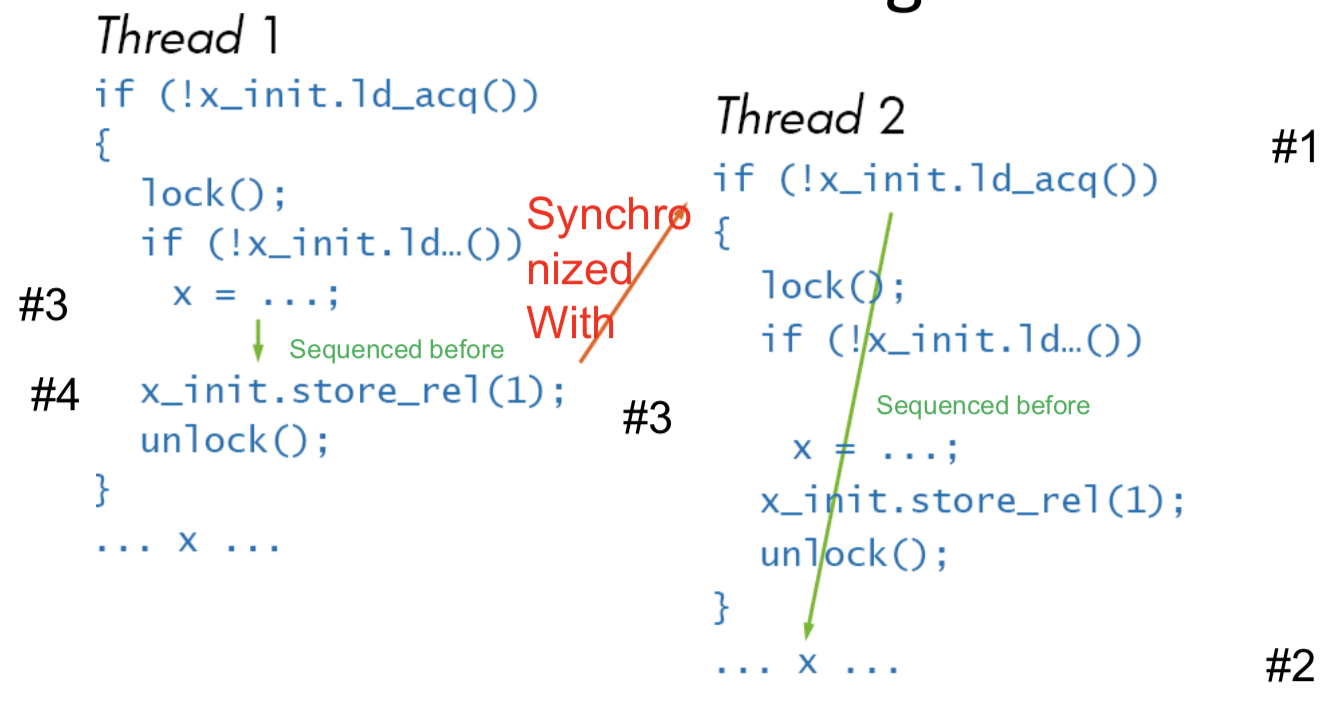 Thread 1
if (!x_init.ld_acq())
{
lock();
if (!x_init.ld…())
#3
x = ...;
Sequenced before
#4
x_init.store_rel(1);
unlock();
}
... x ...
Synchro
nized
With
#3
Thread 2
#1
if (!x_init.ld_acq())
{
lock();
if (!x_init.ld…())
Sequenced before
x = ...;
x_init.store_rel(1);
unlock();
}
... x ...
#2